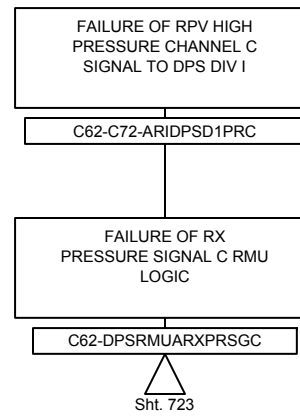 FAILURE OF RPV HIGH
PRESSURE CHANNEL C
SIGNAL TO DPS DIV I
C62-C72-ARIDPSD1PRC
FAILURE OF RX
PRESSURE SIGNAL C RMU
LOGIC
C62-DPSRMUARXPRSGC
Sht. 723